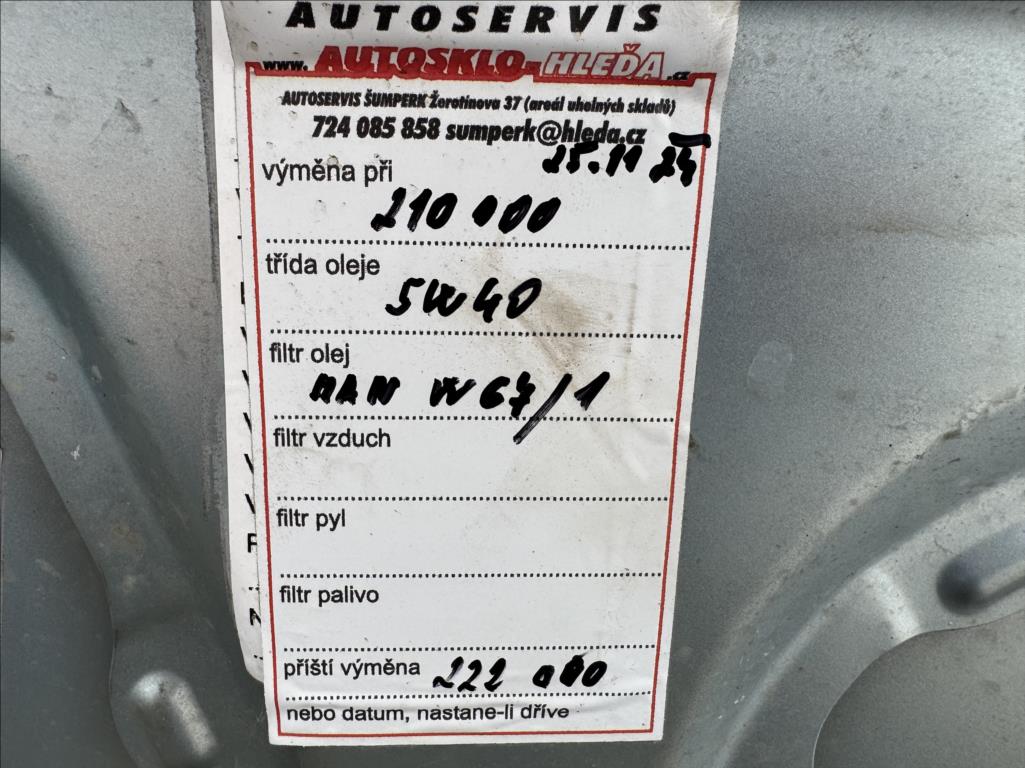 AUTOSERVIS
www.AUTOSKLO-HLEĎA.cz
AUTOSERVIS ŠUMPERK Žerotínova 37 (areál uhelných skladů)
724 085 858 sumperk@hleda.cz
25.11 24
výměna při
210 000
třída oleje
5W40
filtr olej
MAN W67/1
filtr vzduch
filtr pyl
filtr palivo
příští výměna 222 000
nebo datum, nastane-li dříve